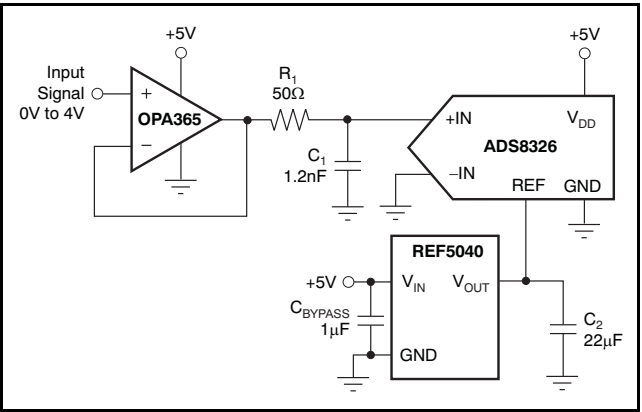 +5V
Input
Signal
0V to 4V
+
−
OPA365
R1
50Ω
C1
1.2nF
+5V
+IN
−IN
VDD
ADS8326
REF
GND
REF5040
+5V
VIN
VOUT
CBYPASS
1μF
GND
C2
22μF